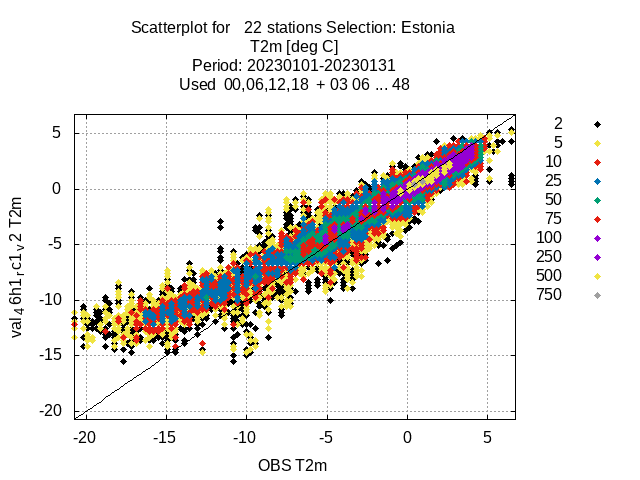 Scatterplot for   22 stations Selection: Estonia
T2m [deg C]
Period: 20230101-20230131
Used  00,06,12,18  + 03 06 ... 48
2
5
10
25
50
75
100
250
500
750
5
0
-5
-10
-15
-20
val₄6h1ᵣc1ᵥ2 T2m
-20 -15 -10 -5 0 5
OBS T2m